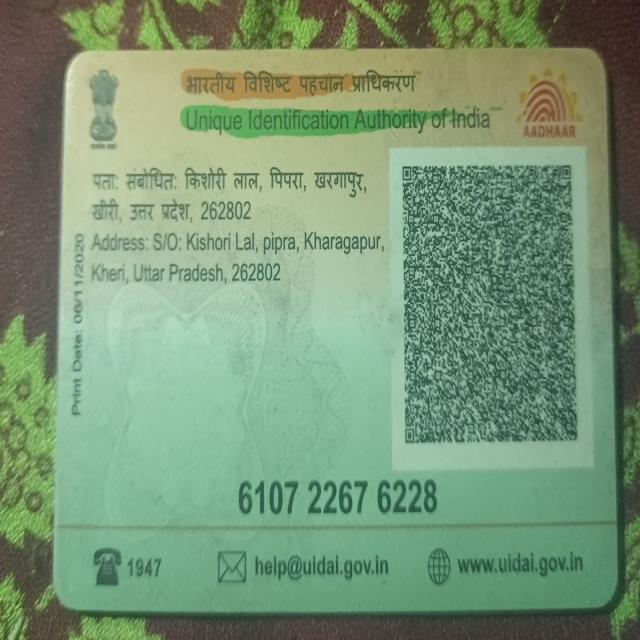 भारतीय विशिष्ट पहचान प्राधिकरण
Unique Identification Authority of India
AADHAAR
पता: संबोधित: किशोरी लाल, पिपरा, खरगापुर,
खीरी, उत्तर प्रदेश, 262802
Address: S/O: Kishori Lal, pipra, Kharagapur,
Kheri, Uttar Pradesh, 262802
Print Date: 06/11/2020
6107 2267 6228
1947
help@uidai.gov.in
www.uidai.gov.in